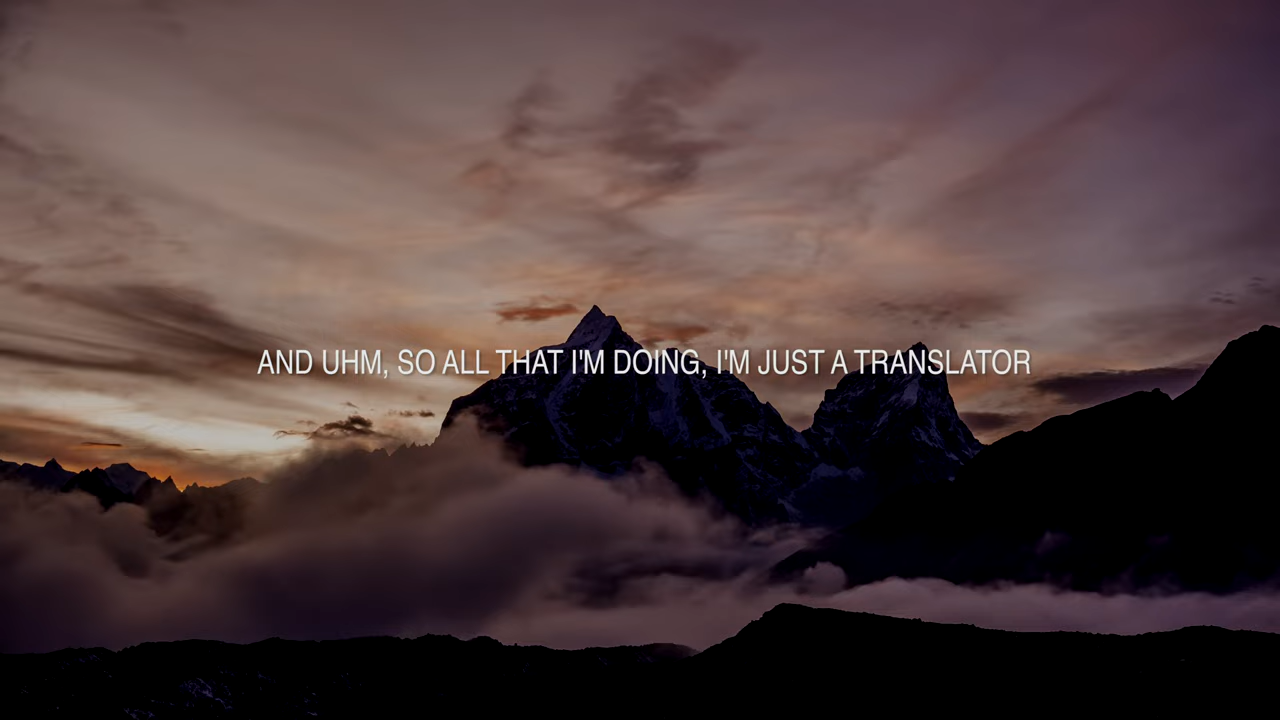 AND UHM, SO ALL THAT I'M DOING, I'M JUST A TRANSLATOR